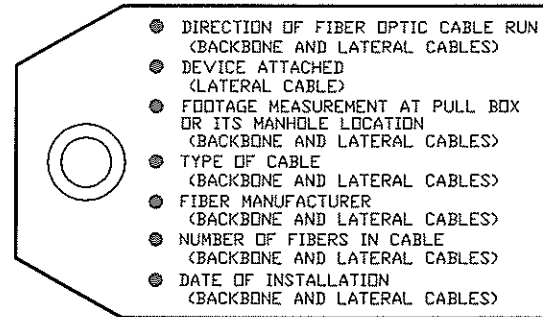 DIRECTION OF FIBER OPTIC CABLE RUN
(BACKBONE AND LATERAL CABLES)
DEVICE ATTACHED
(LATERAL CABLE)
FOOTAGE MEASUREMENT AT PULL BOX
OR ITS MANHOLE LOCATION
(BACKBONE AND LATERAL CABLES)
TYPE OF CABLE
(BACKBONE AND LATERAL CABLES)
FIBER MANUFACTURER
(BACKBONE AND LATERAL CABLES)
NUMBER OF FIBERS IN CABLE
(BACKBONE AND LATERAL CABLES)
DATE OF INSTALLATION
(BACKBONE AND LATERAL CABLES)